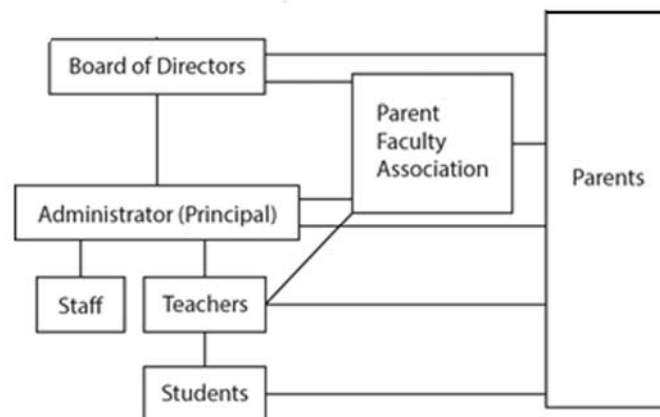 Board of Directors
Parent
Faculty
Association
Parents
Administrator (Principal)
Staff
Teachers
Students